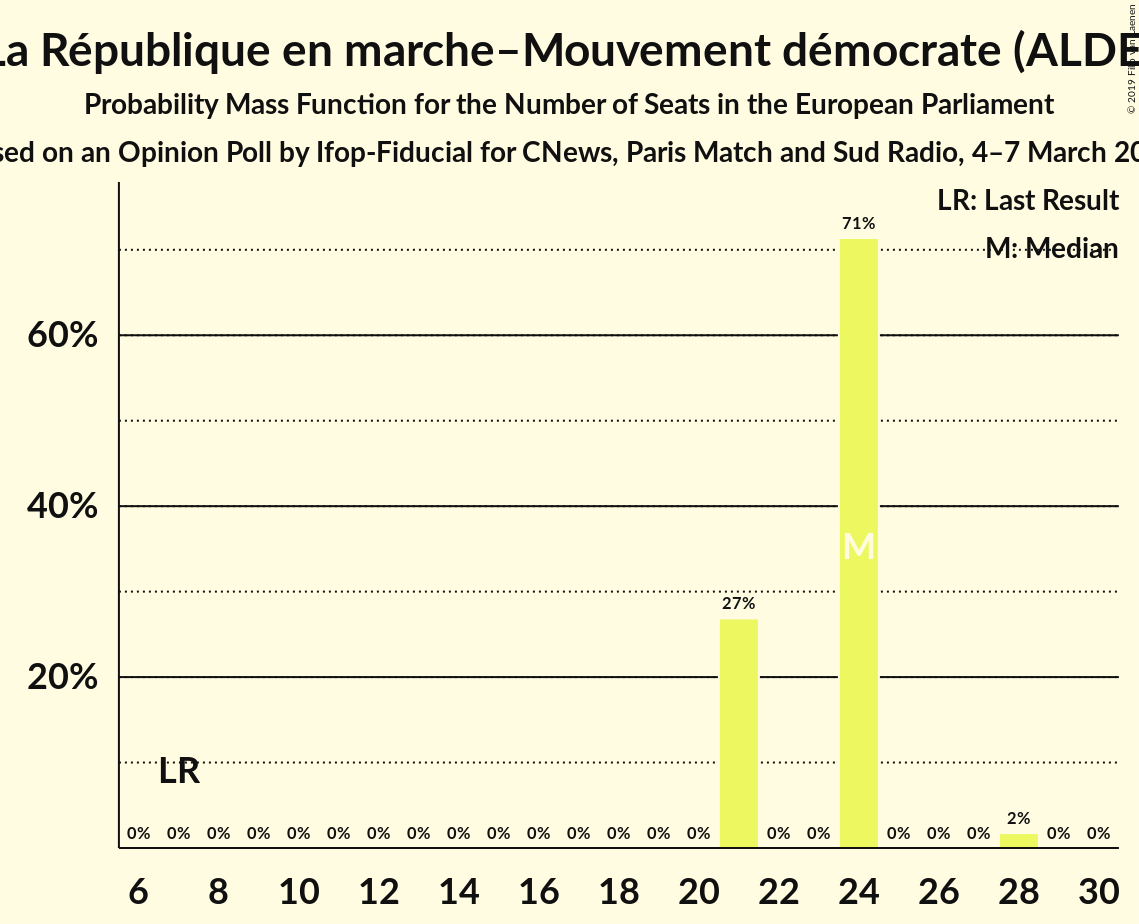 La République en marche–Mouvement démocrate (ALDE
Probability Mass Function for the Number of Seats in the European Parliament
sed on an Opinion Poll by Ifop-Fiducial for CNews, Paris Match and Sud Radio, 4–7 March 20
© 2019 Filip van Laenen
LR: Last Result
M: Median
71%
60%
40%
M
27%
20%
LR
2%
0% 0% 0% 0% 0% 0% 0% 0% 0% 0% 0% 0% 0% 0% 0% 0% 0% 0% 0% 0% 0% 0%
6 8 10 12 14 16 18 20 22 24 26 28 30